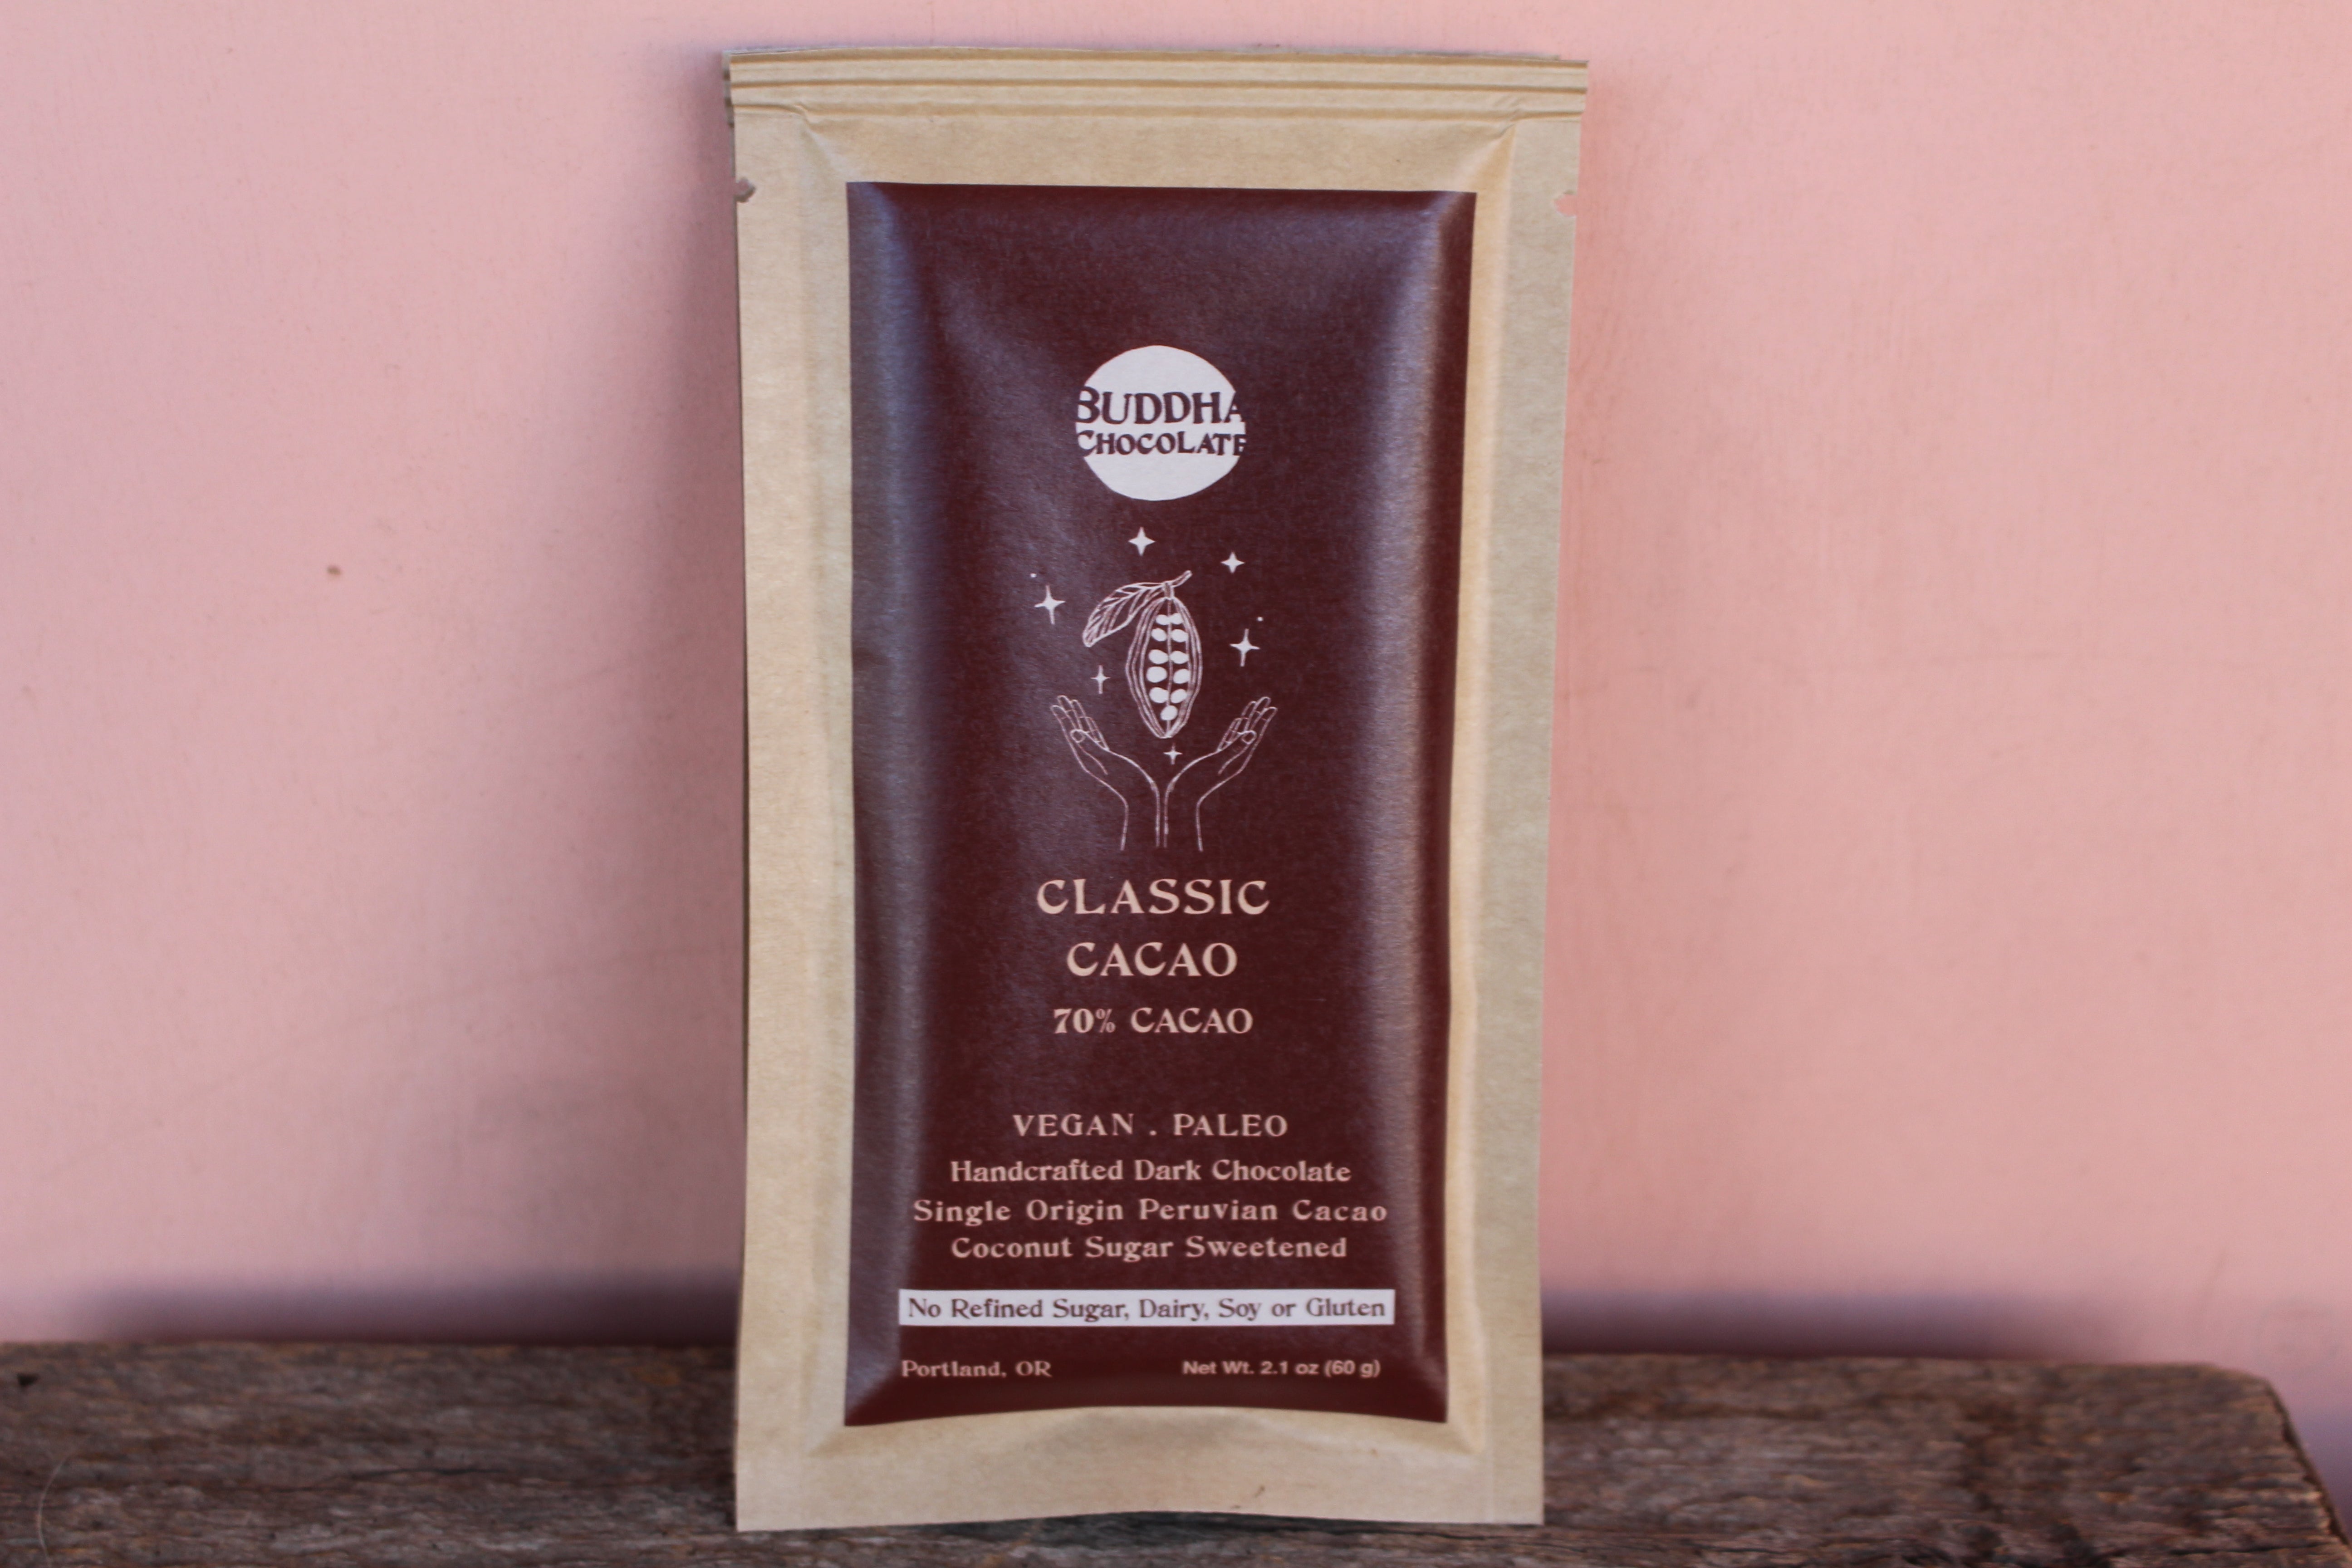 BUDDHA
CHOCOLATE
CLASSIC
CACAO
70% CACAO
VEGAN . PALEO
Handcrafted Dark Chocolate
Single Origin Peruvian Cacao
Coconut Sugar Sweetened
No Refined Sugar, Dairy, Soy or Gluten
Portland, OR Net Wt. 2.1 oz (60 g)